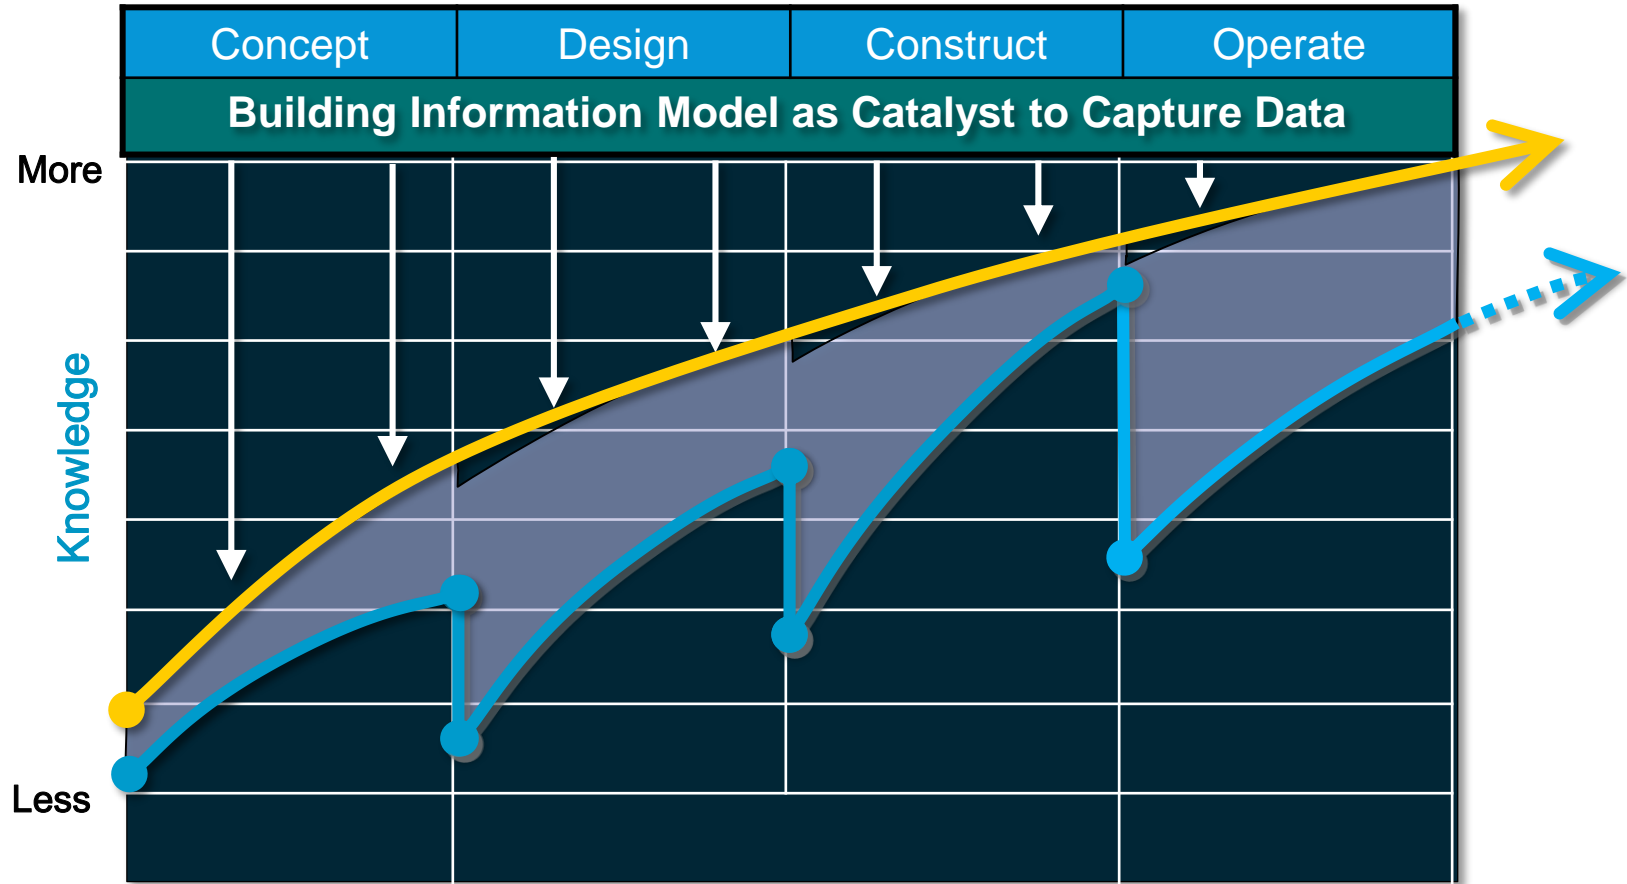 Concept
Design
Construct
Operate
Building Information Model as Catalyst to Capture Data
More
Knowledge
Less